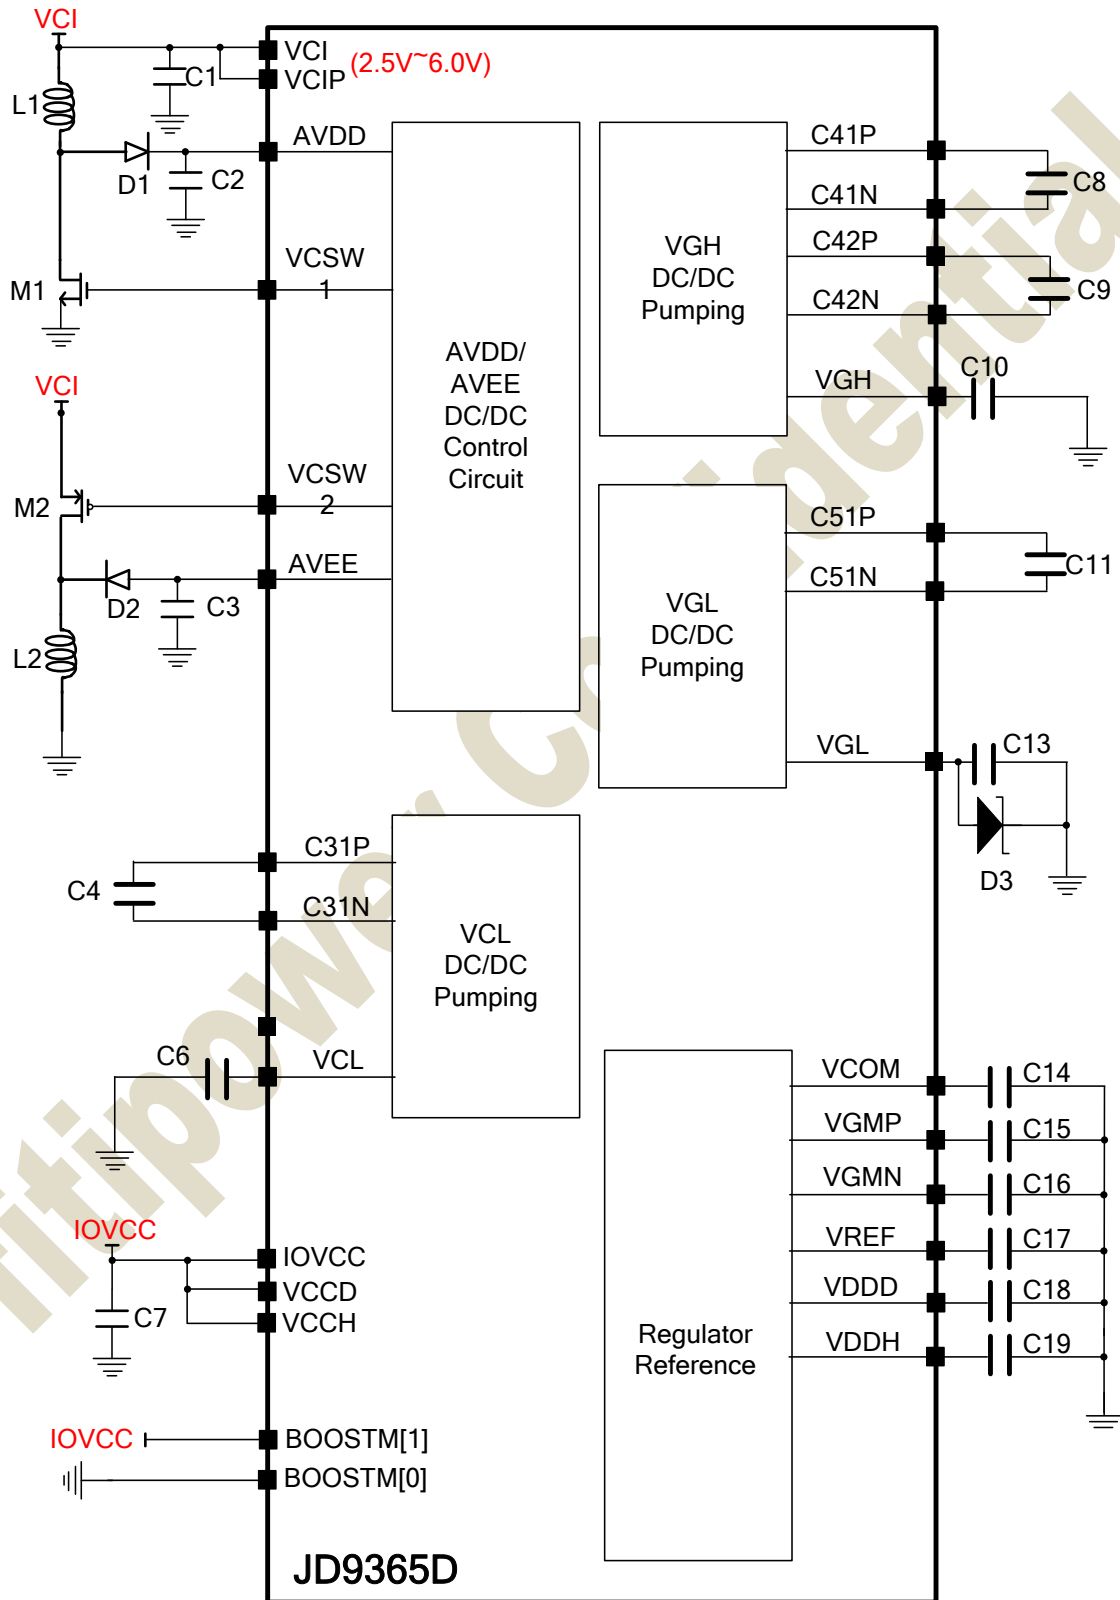 VCI
VCI
(2.5V~6.0V)
VCIP
C1
L1
AVDD
D1
C2
VCSW
1
M1
VCI
VCSW
2
M2
AVEE
D2
C3
L2
AVDD/
AVEE
DC/DC
Control
Circuit
C41P
C8
C41N
VGH
DC/DC
Pumping
C42P
C9
C42N
VGH
C10
C51P
C11
C51N
VGL
DC/DC
Pumping
VGL
C13
D3
C31P
C4
C31N
VCL
DC/DC
Pumping
C6
VCL
VCOM
C14
VGMP
C15
VGMN
C16
VREF
C17
VDDD
C18
VDDH
C19
Regulator
Reference
IOVCC
IOVCC
VCCD
C7
VCCH
IOVCC
BOOSTM[1]
BOOSTM[0]
JD9365D
fitipower Confidential